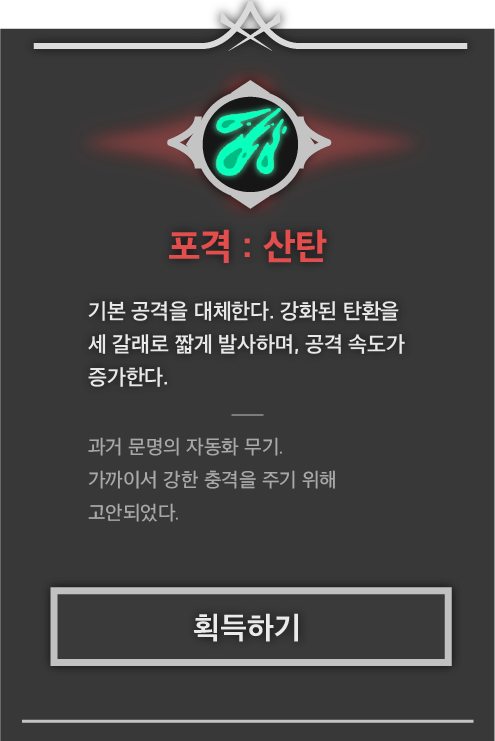 포격 : 산탄
기본 공격을 대체한다. 강화된 탄환을
세 갈래로 짧게 발사하며, 공격 속도가
증가한다.
과거 문명의 자동화 무기.
가까이서 강한 충격을 주기 위해
고안되었다.
획득하기